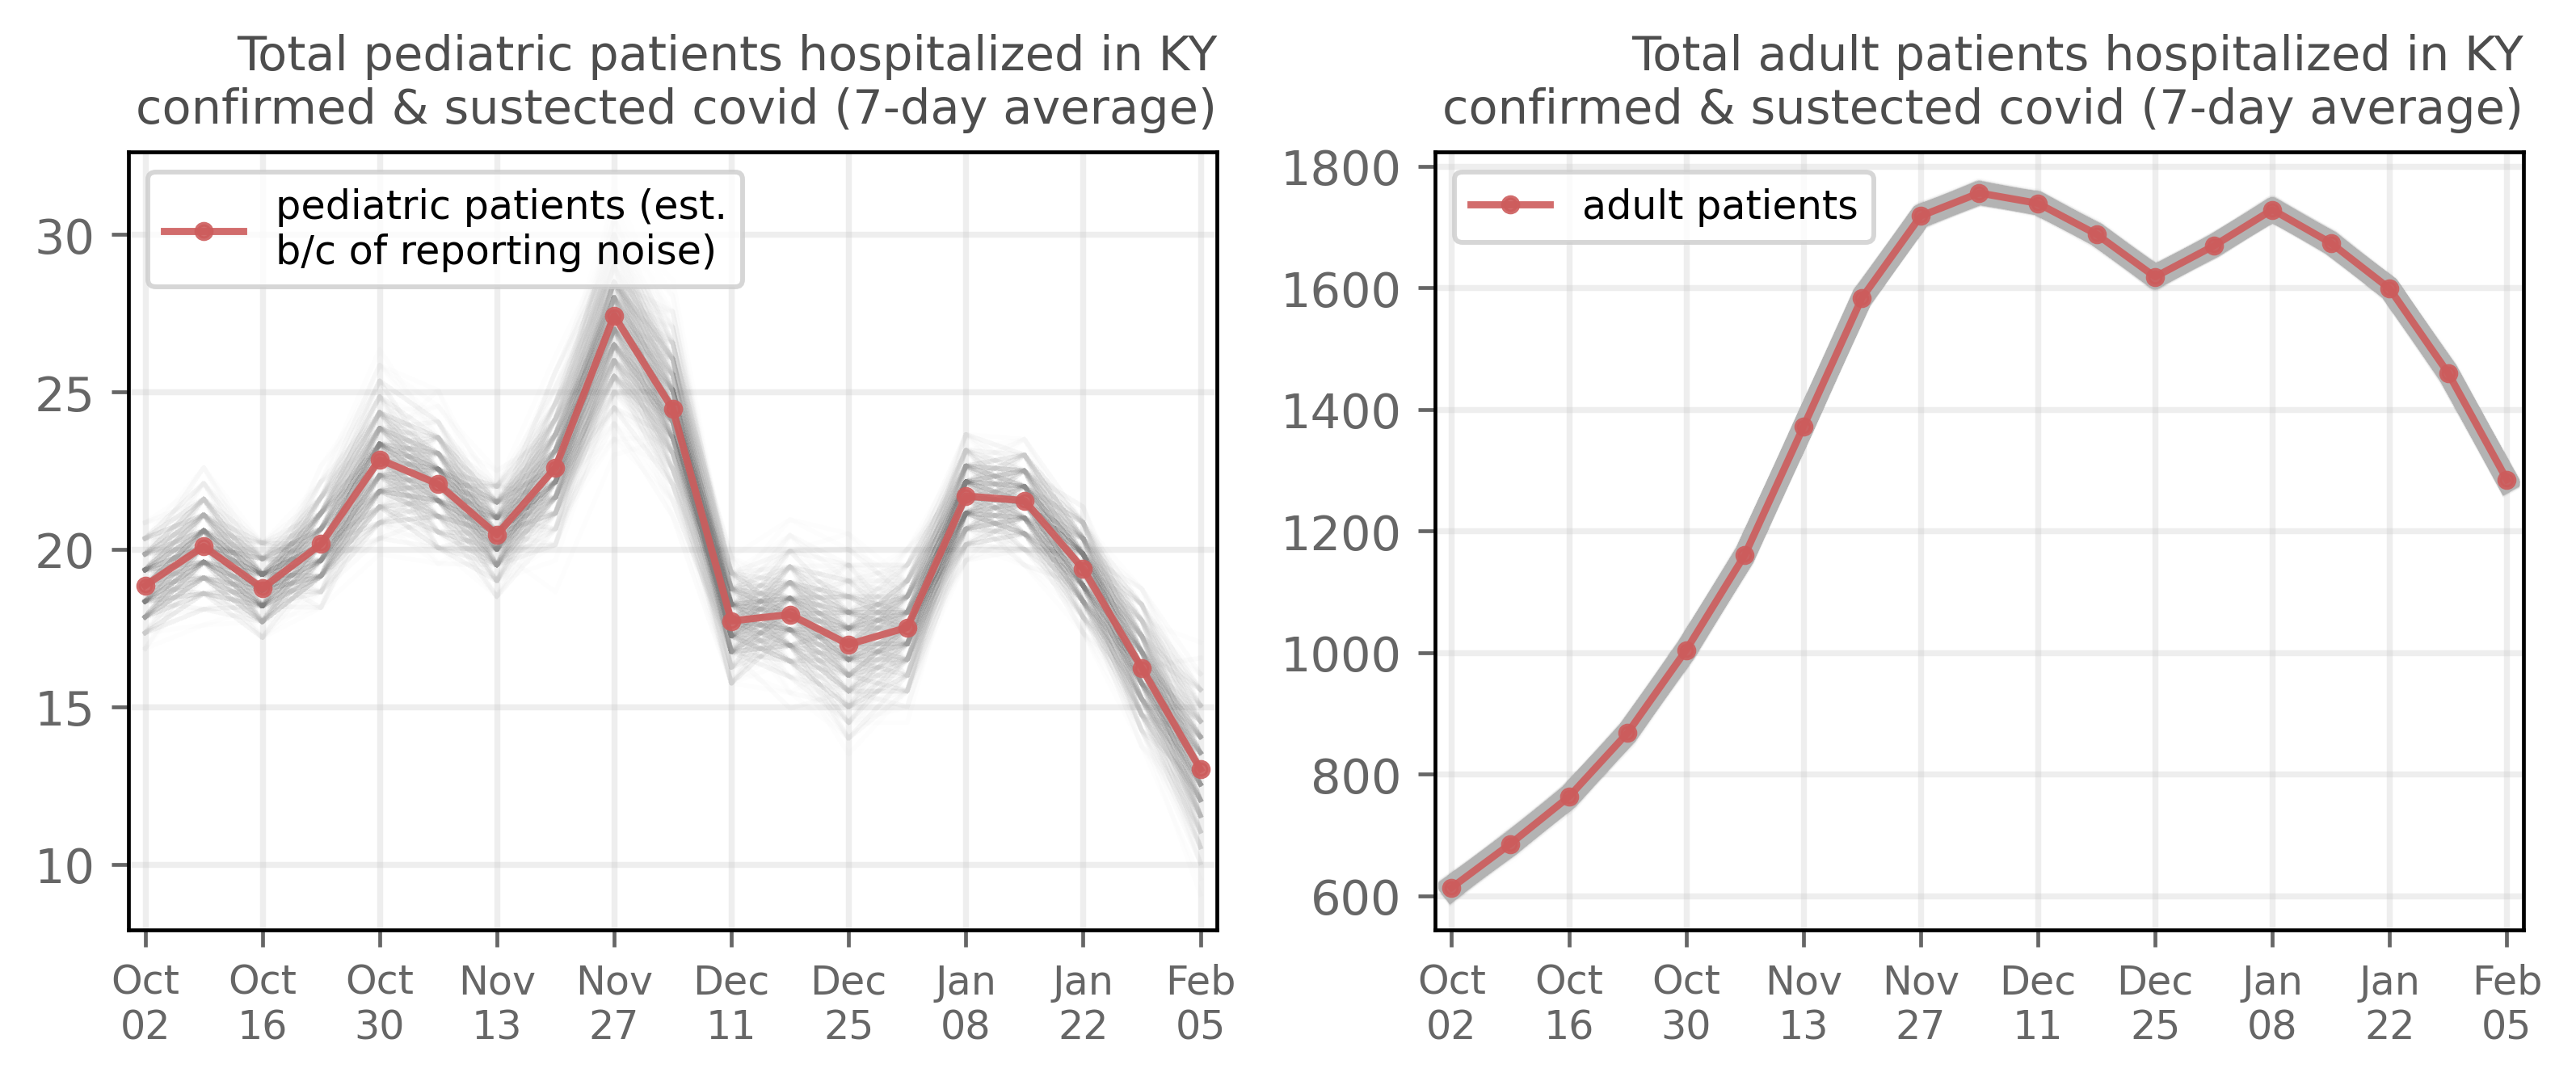 Total pediatric patients hospitalized in KY
confirmed & sustected covid (7-day average)
pediatric patients (est.
b/c of reporting noise)
30
25
20
15
10
Oct Oct Oct Nov Nov Dec Dec Jan Jan Feb
02 16 30 13 27 11 25 08 22 05
Total adult patients hospitalized in KY
confirmed & sustected covid (7-day average)
adult patients
1800
1600
1400
1200
1000
800
600
Oct Oct Oct Nov Nov Dec Dec Jan Jan Feb
02 16 30 13 27 11 25 08 22 05